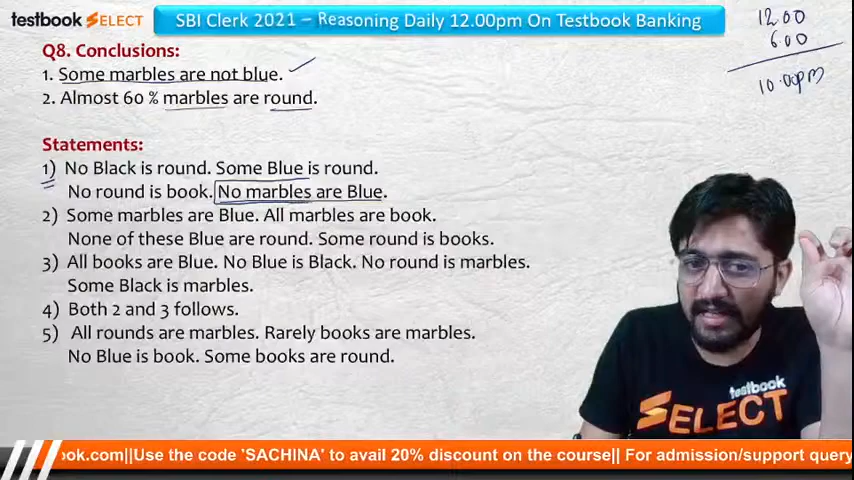 testbook SELECT
SBI Clerk 2021 – Reasoning Daily 12.00pm On Testbook Banking
12.00
6.00
10.00pm
Q8. Conclusions:
1. Some marbles are not blue.
2. Almost 60 % marbles are round.
Statements:
1) No Black is round. Some Blue is round.
No round is book. No marbles are Blue.
2) Some marbles are Blue. All marbles are book.
None of these Blue are round. Some round is books.
3) All books are Blue. No Blue is Black. No round is marbles.
Some Black is marbles.
4) Both 2 and 3 follows.
5) All rounds are marbles. Rarely books are marbles.
No Blue is book. Some books are round.
testbook
SELECT
ok.com||Use the code 'SACHINA' to avail 20% discount on the course|| For admission/support query